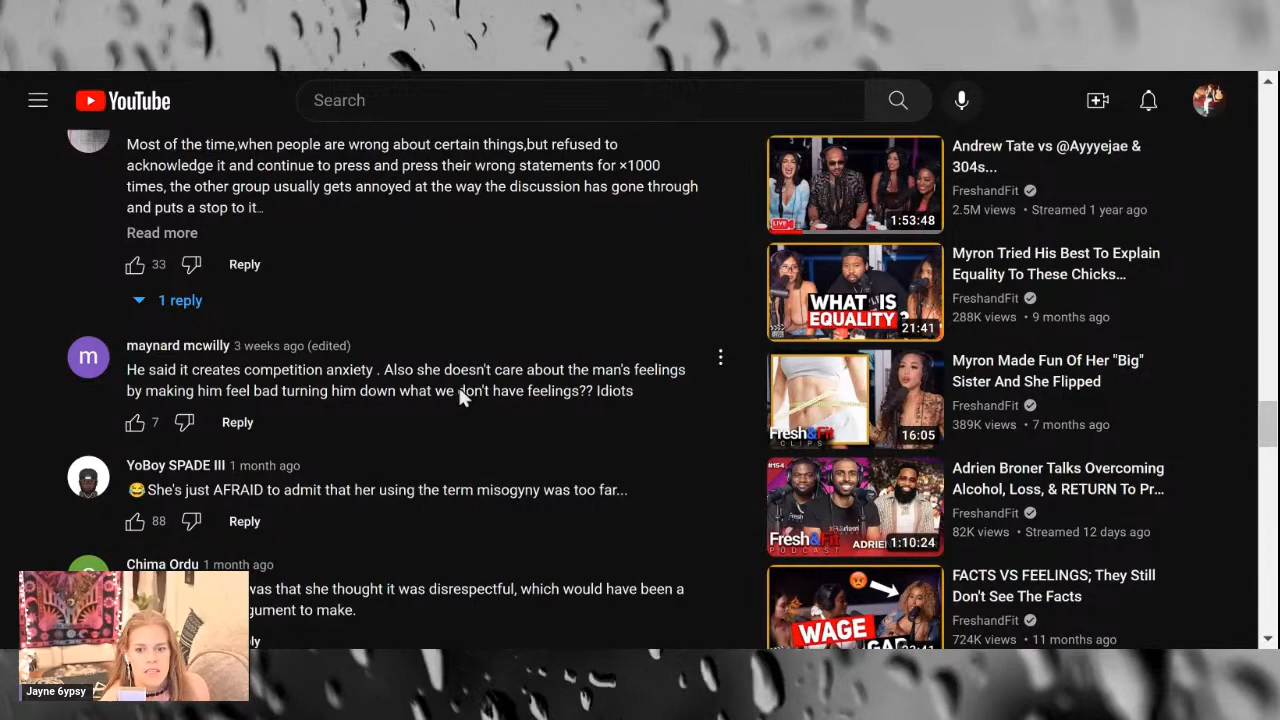 YouTube
Search
Most of the time,when people are wrong about certain things,but refused to
acknowledge it and continue to press and press their wrong statements for ×1000
times, the other group usually gets annoyed at the way the discussion has gone through
and puts a stop to it…
Read more
33
Reply
1 reply
m
maynard mcwilly 3 weeks ago (edited)
He said it creates competition anxiety . Also she doesn't care about the man's feelings
by making him feel bad turning him down what we don't have feelings?? Idiots
7
Reply
YoBoy SPADE III 1 month ago
😂She's just AFRAID to admit that her using the term misogyny was too far...
88
Reply
Chima Ordu 1 month ago
was that she thought it was disrespectful, which would have been a
gument to make.
Jayne 6ypsy
LIVE
1:53:48
Andrew Tate vs @Ayyyejae &
304s...
FreshandFit
2.5M views • Streamed 1 year ago
WHAT IS
EQUALITY ?
21:41
Myron Tried His Best To Explain
Equality To These Chicks…
FreshandFit
288K views • 9 months ago
Fresh&Fit
CLIPS
16:05
Myron Made Fun Of Her "Big"
Sister And She Flipped
FreshandFit
389K views • 7 months ago
#154
Fresh&Fit
PODCAST
ADRIE
1:10:24
Adrien Broner Talks Overcoming
Alcohol, Loss, & RETURN To Pr…
FreshandFit
82K views • Streamed 12 days ago
WAGE
GAP
FACTS VS FEELINGS; They Still
Don't See The Facts
FreshandFit
724K views • 11 months ago